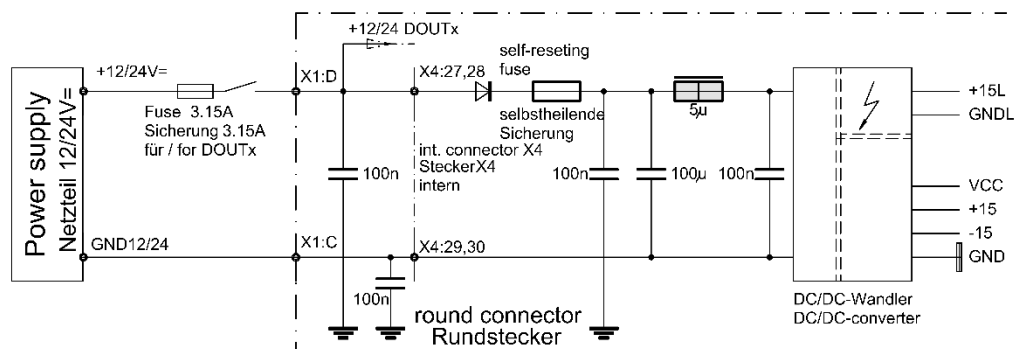 +12/24 DOUTx
Power supply
Netzteil 12/24V=
+12/24V=
Fuse 3.15A
Sicherung 3.15A
für / for DOUTx
X1:D
X4:27,28
self-reseting
fuse
selbstheilende
Sicherung
5µ
+15L
GNDL
int. connector X4
SteckerX4
intern
100n
100n
100µ
100n
VCC
+15
-15
GND
GND12/24
X1:C
X4:29,30
100n
round connector
Rundstecker
DC/DC-Wandler
DC/DC-converter